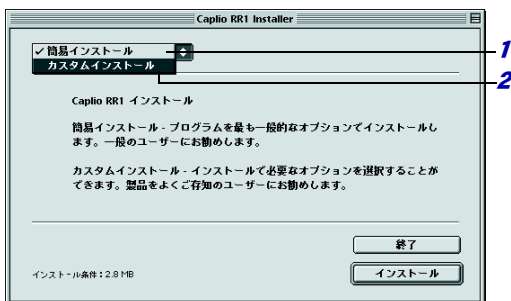 Caplio RR1 Installer
✓簡易インストール
カスタムインストール
1
2
Caplio RR1 インストール
簡易インストール - プログラムを最も一般的なオプションでインストールし
ます。一般のユーザーにお勧めします。
カスタムインストール - インストールで必要なオプションを選択することが
できます。製品をよくご存知のユーザーにお勧めします。
終了
インストール条件：2.8 MB
インストール